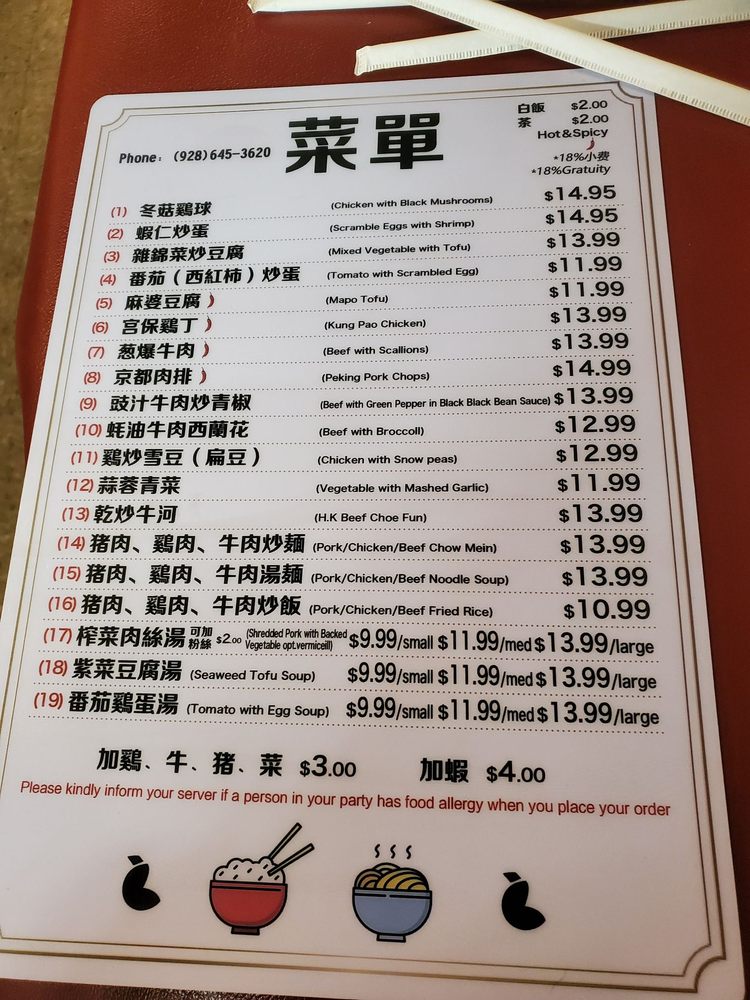 白飯 $2.00
茶 $2.00
Hot&Spicy
*18%小费
*18%Gratuity
Phone: (928)645-3620
菜單
(1) 冬菇鷄球 (Chicken with Black Mushrooms) $14.95
(2) 蝦仁炒蛋 (Scramble Eggs with Shrimp) $14.95
(3) 雜錦菜炒豆腐 (Mixed Vegetable with Tofu) $13.99
(4) 番茄（西紅柿）炒蛋 (Tomato with Scrambled Egg) $11.99
(5) 麻婆豆腐 (Mapo Tofu) $11.99
(6) 宫保鷄丁 (Kung Pao Chicken) $13.99
(7) 葱爆牛肉 (Beef with Scallions) $13.99
(8) 京都肉排 (Peking Pork Chops) $14.99
(9) 豉汁牛肉炒青椒 (Beef with Green Pepper in Black Black Bean Sauce) $13.99
(10) 蚝油牛肉西蘭花 (Beef with Broccoll) $12.99
(11) 鷄炒雪豆（扁豆） (Chicken with Snow peas) $12.99
(12) 蒜蓉青菜 (Vegetable with Mashed Garlic) $11.99
(13) 乾炒牛河 (H.K Beef Choe Fun) $13.99
(14) 猪肉、鷄肉、牛肉炒麵 (Pork/Chicken/Beef Chow Mein) $13.99
(15) 猪肉、鷄肉、牛肉湯麵 (Pork/Chicken/Beef Noodle Soup) $13.99
(16) 猪肉、鷄肉、牛肉炒飯 (Pork/Chicken/Beef Fried Rice) $10.99
(17) 榨菜肉絲湯 可加粉絲 $2.00 (Shredded Pork with Backed Vegetable opt.vermiceill) $9.99/small $11.99/med $13.99/large
(18) 紫菜豆腐湯 (Seaweed Tofu Soup) $9.99/small $11.99/med $13.99/large
(19) 番茄鷄蛋湯 (Tomato with Egg Soup) $9.99/small $11.99/med $13.99/large
加鷄、牛、猪、菜 $3.00 加蝦 $4.00
Please kindly inform your server if a person in your party has food allergy when you place your order